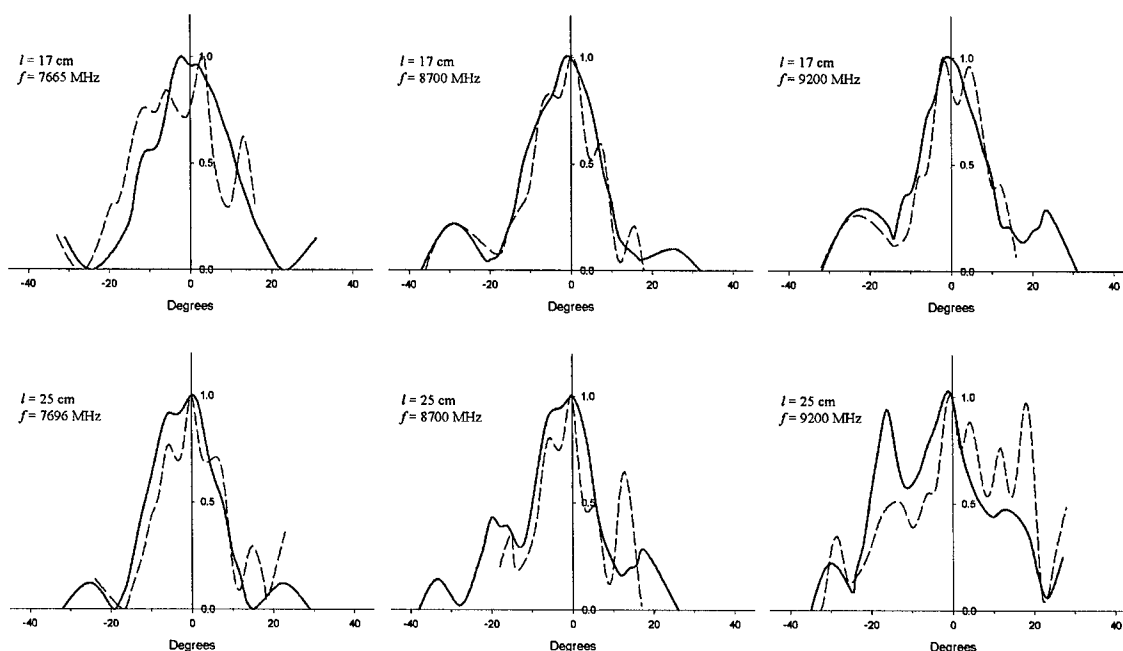 l = 17 cm
f = 7665 MHz
1.0
0.5
0.0
-40 -20 0 20 40
Degrees
l = 17 cm
f = 8700 MHz
1.0
0.5
0.0
-40 -20 0 20 40
Degrees
l = 17 cm
f = 9200 MHz
1.0
0.5
0.0
-40 -20 0 20 40
Degrees
l = 25 cm
f = 7696 MHz
1.0
0.5
0.0
-40 -20 0 20 40
Degrees
l = 25 cm
f = 8700 MHz
1.0
0.5
0.0
-40 -20 0 20 40
Degrees
l = 25 cm
f = 9200 MHz
1.0
0.5
0.0
-40 -20 0 20 40
Degrees